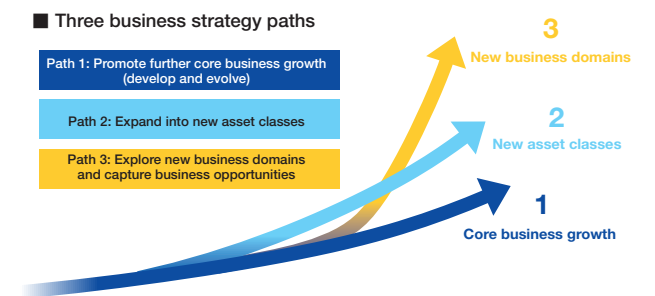 ■ Three business strategy paths
Path 1: Promote further core business growth
(develop and evolve)
Path 2: Expand into new asset classes
Path 3: Explore new business domains
and capture business opportunities
3
New business domains
2
New asset classes
1
Core business growth